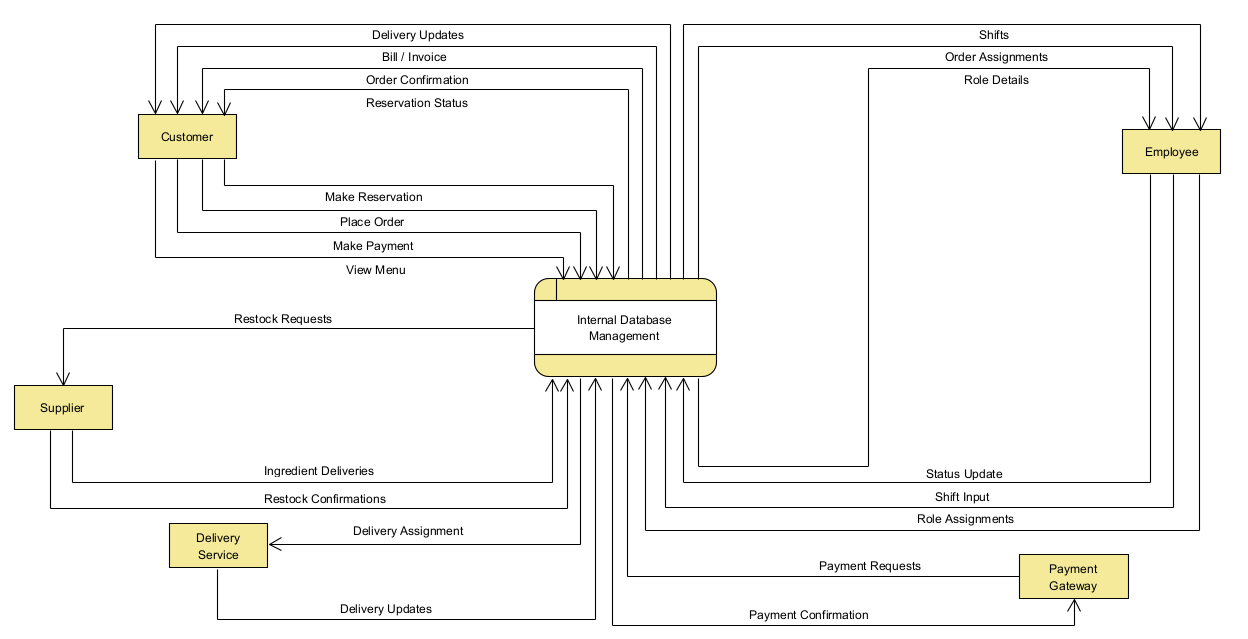 Delivery Updates
Bill / Invoice
Order Confirmation
Reservation Status
Shifts
Order Assignments
Role Details
Customer
Employee
Make Reservation
Place Order
Make Payment
View Menu
Internal Database
Management
Restock Requests
Supplier
Ingredient Deliveries
Restock Confirmations
Status Update
Shift Input
Role Assignments
Delivery
Service
Delivery Assignment
Delivery Updates
Payment Requests
Payment
Gateway
Payment Confirmation